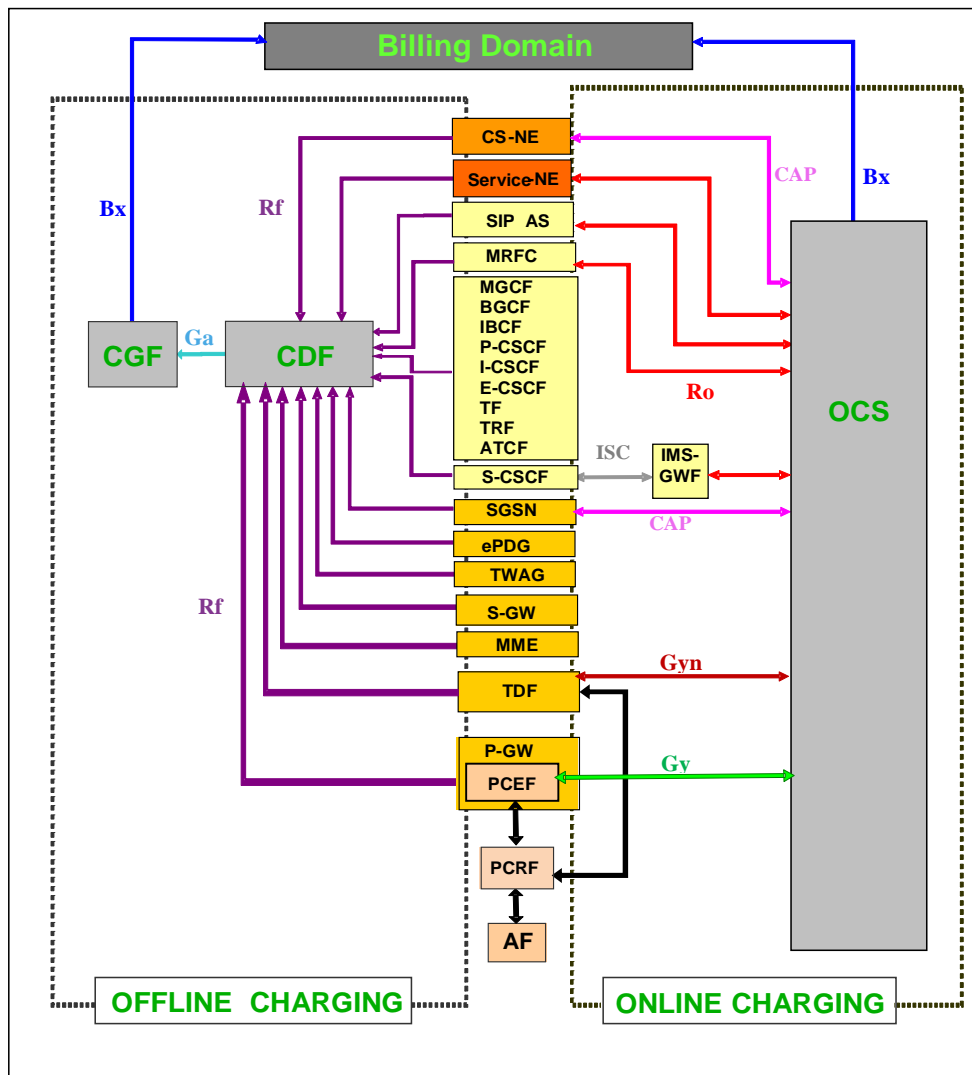 Billing Domain
CS-NE
CAP
Bx
Service-NE
Bx
Rf
SIP AS
MRFC
MGCF
BGCF
IBCF
P-CSCF
I-CSCF
E-CSCF
TF
TRF
ATCF
CGF
Ga
CDF
Ro
OCS
S-CSCF
ISC
IMS-
GWF
SGSN
CAP
ePDG
TWAG
Rf
S-GW
MME
Gyn
TDF
P-GW
PCEF
Gy
PCRF
AF
OFFLINE CHARGING
ONLINE CHARGING